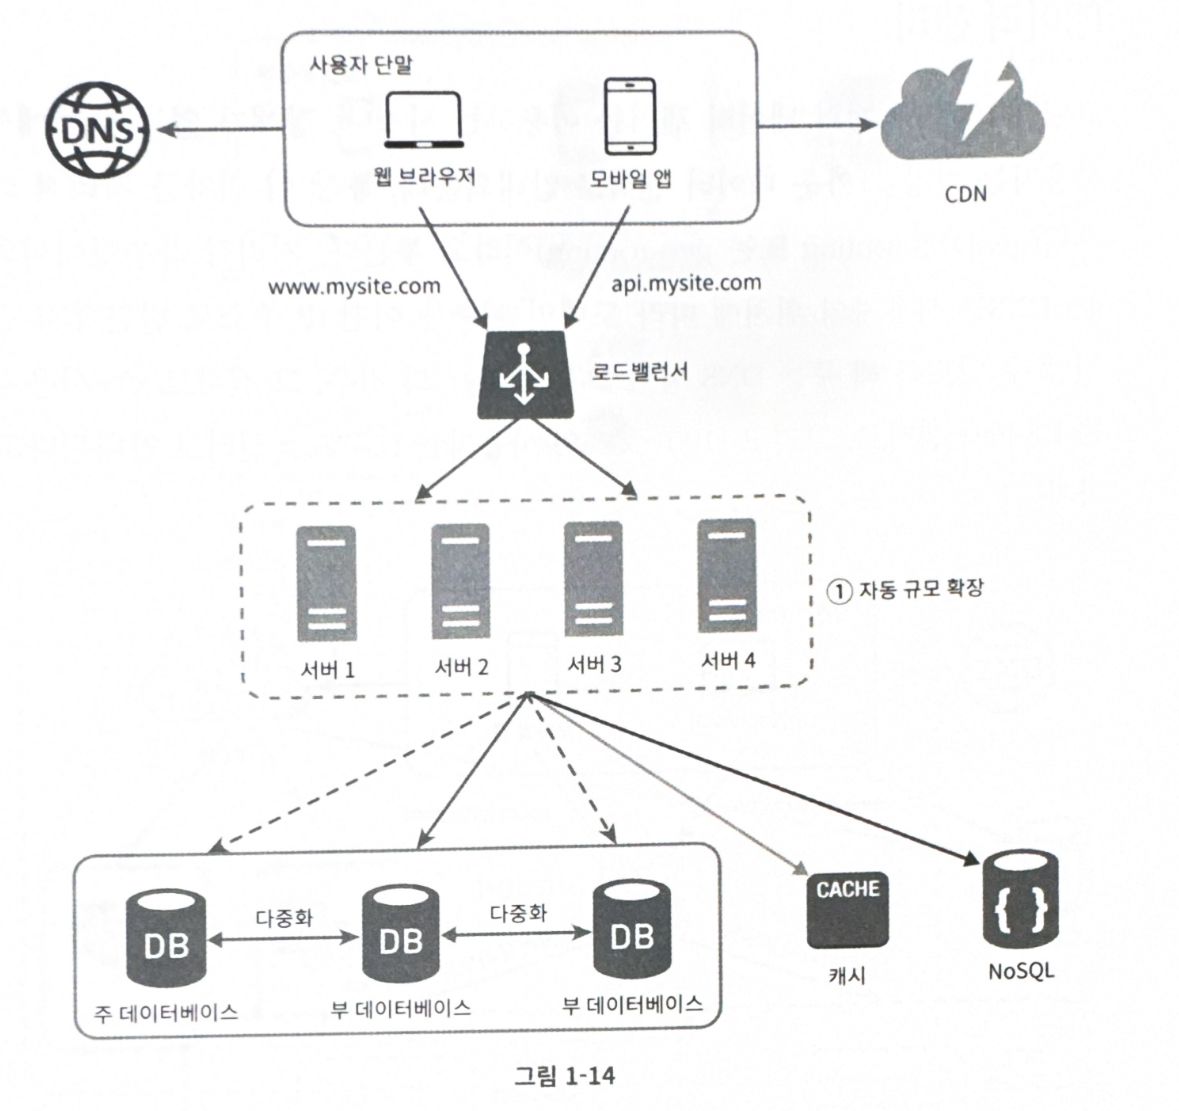 사용자 단말
DNS
웹 브라우저
모바일 앱
CDN
www.mysite.com
api.mysite.com
로드밸런서
서버 1
서버 2
서버 3
서버 4
① 자동 규모 확장
DB
다중화
DB
다중화
DB
주 데이터베이스
부 데이터베이스
부 데이터베이스
CACHE
캐시
{ }
NoSQL
그림 1-14